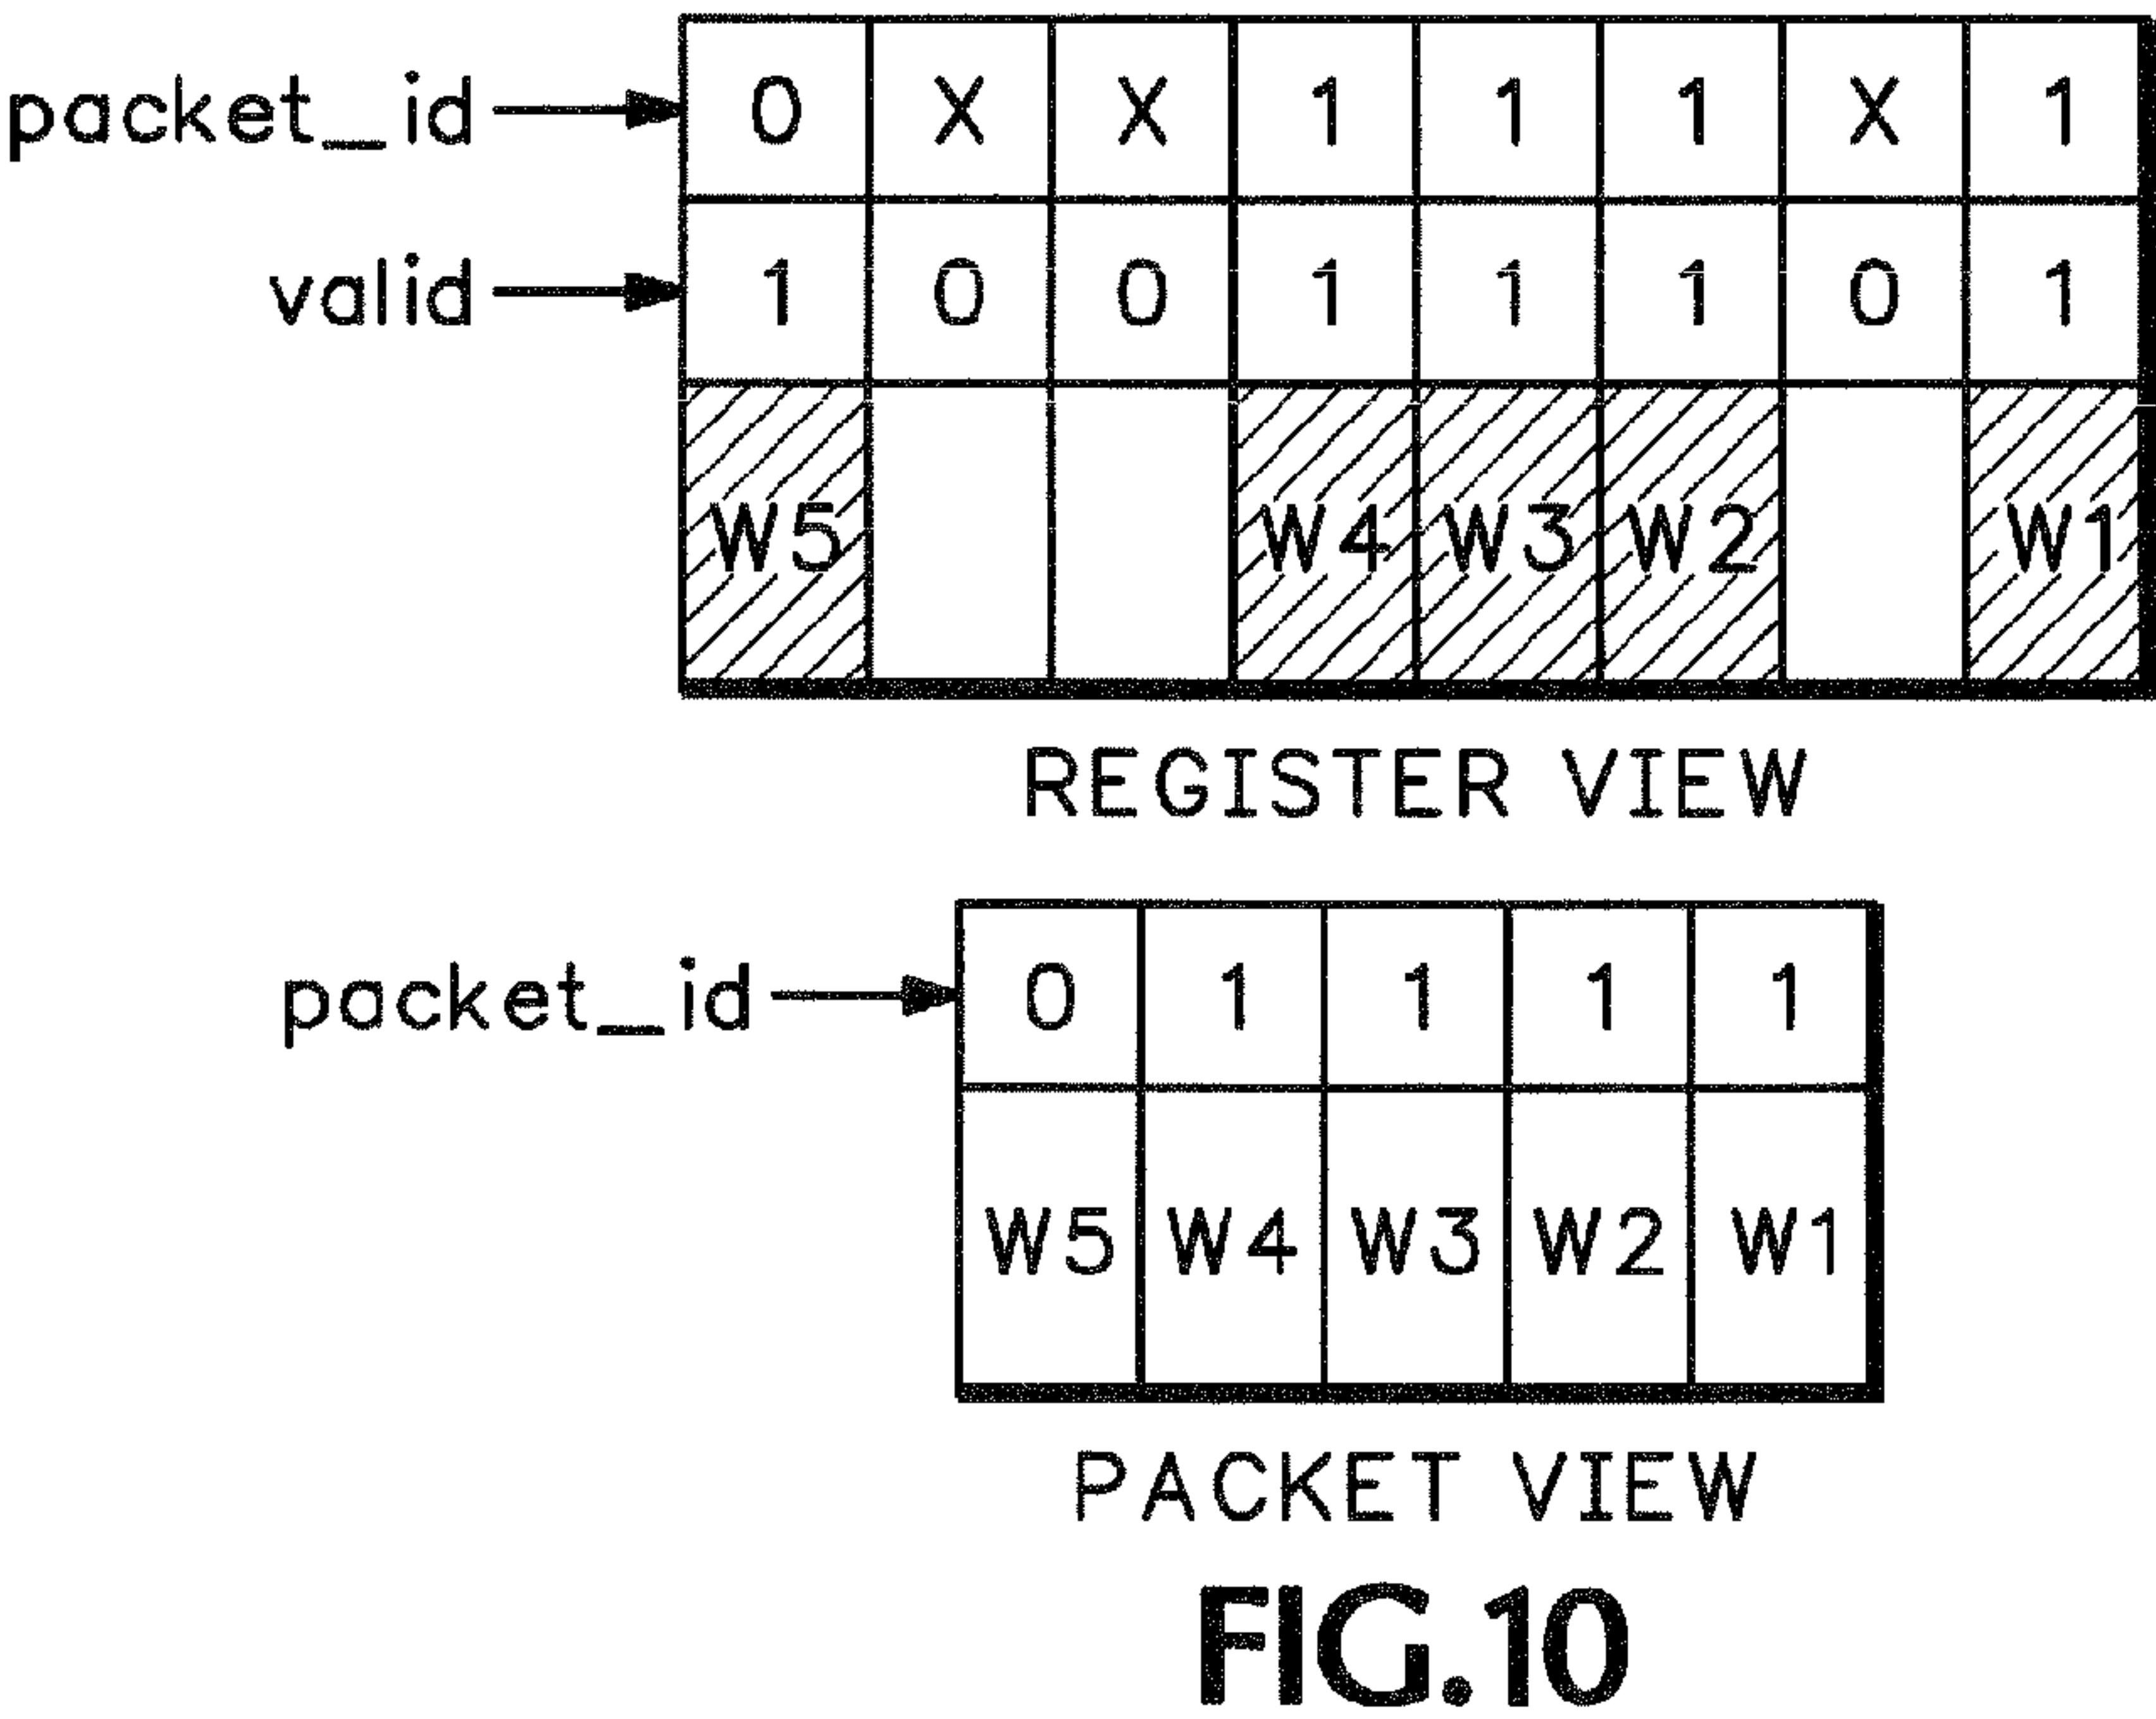 packet_id 0 X X 1 1 1 X 1
valid 1 0 0 1 1 1 0 1
W5 W4 W3 W2 W1
REGISTER VIEW
packet_id 0 1 1 1 1
W5 W4 W3 W2 W1
PACKET VIEW
FIG.10